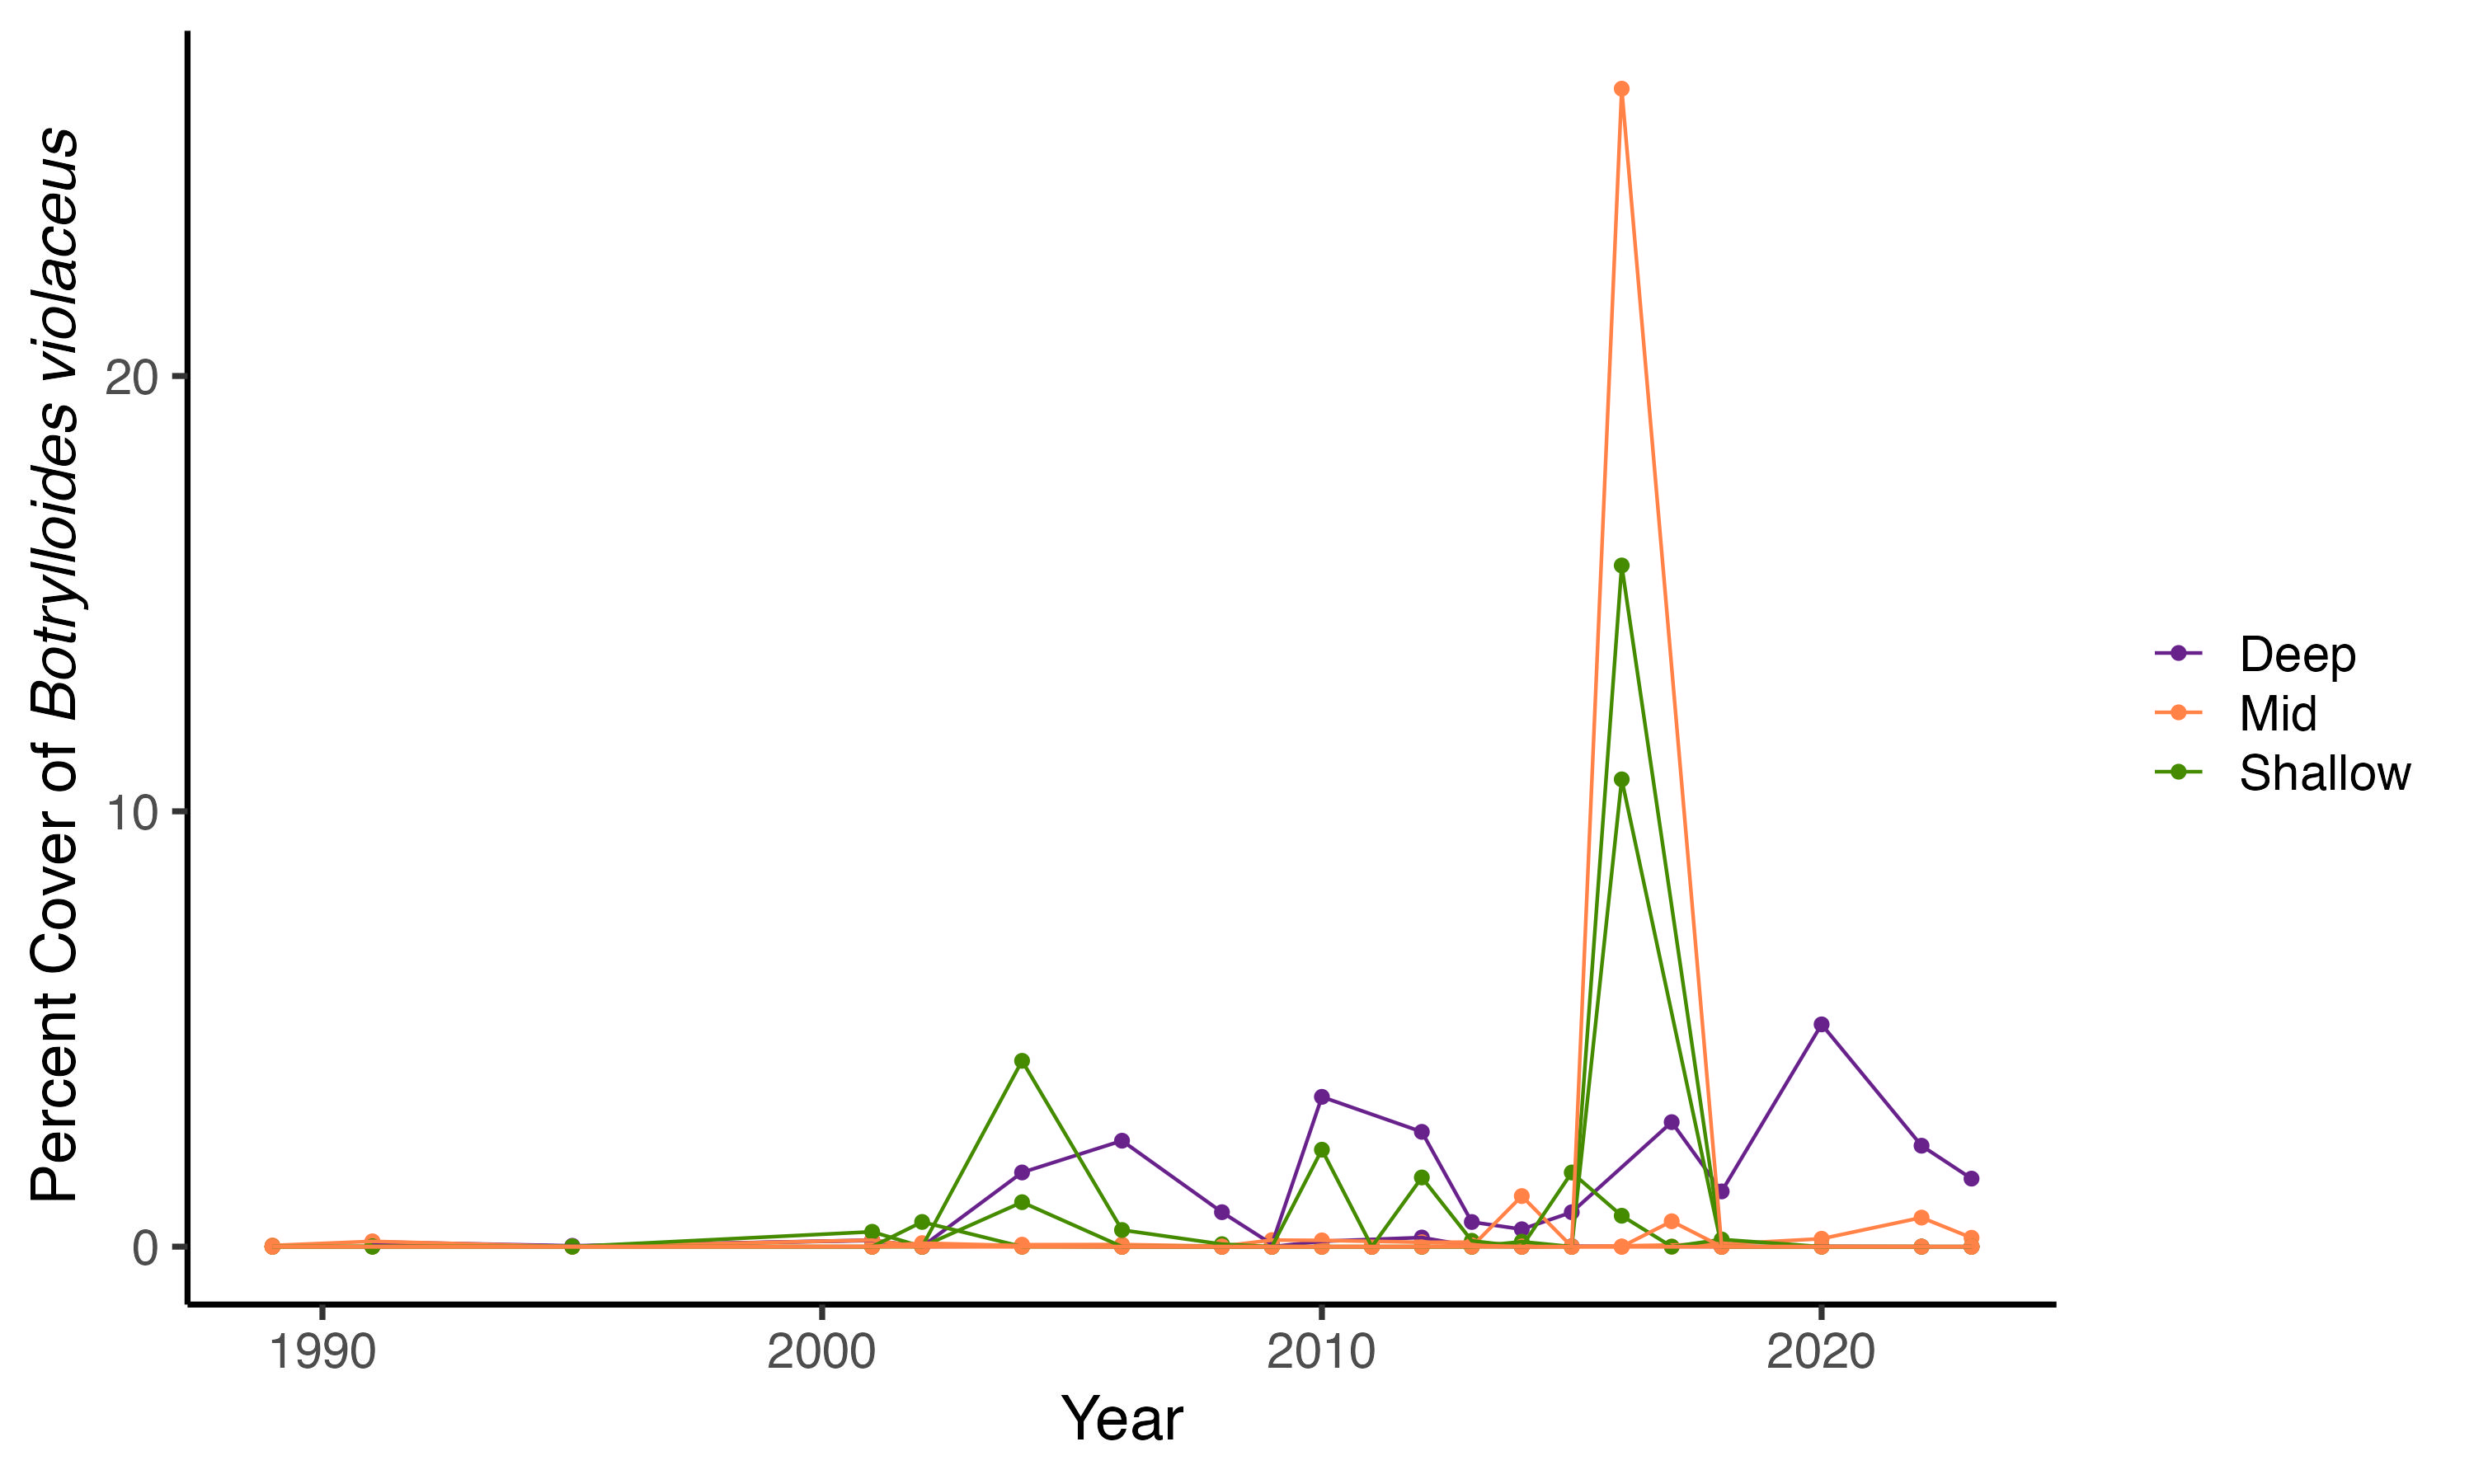 Percent Cover of Botrylloides violaceus
20
10
0
1990
2000
2010
2020
Year
Deep
Mid
Shallow